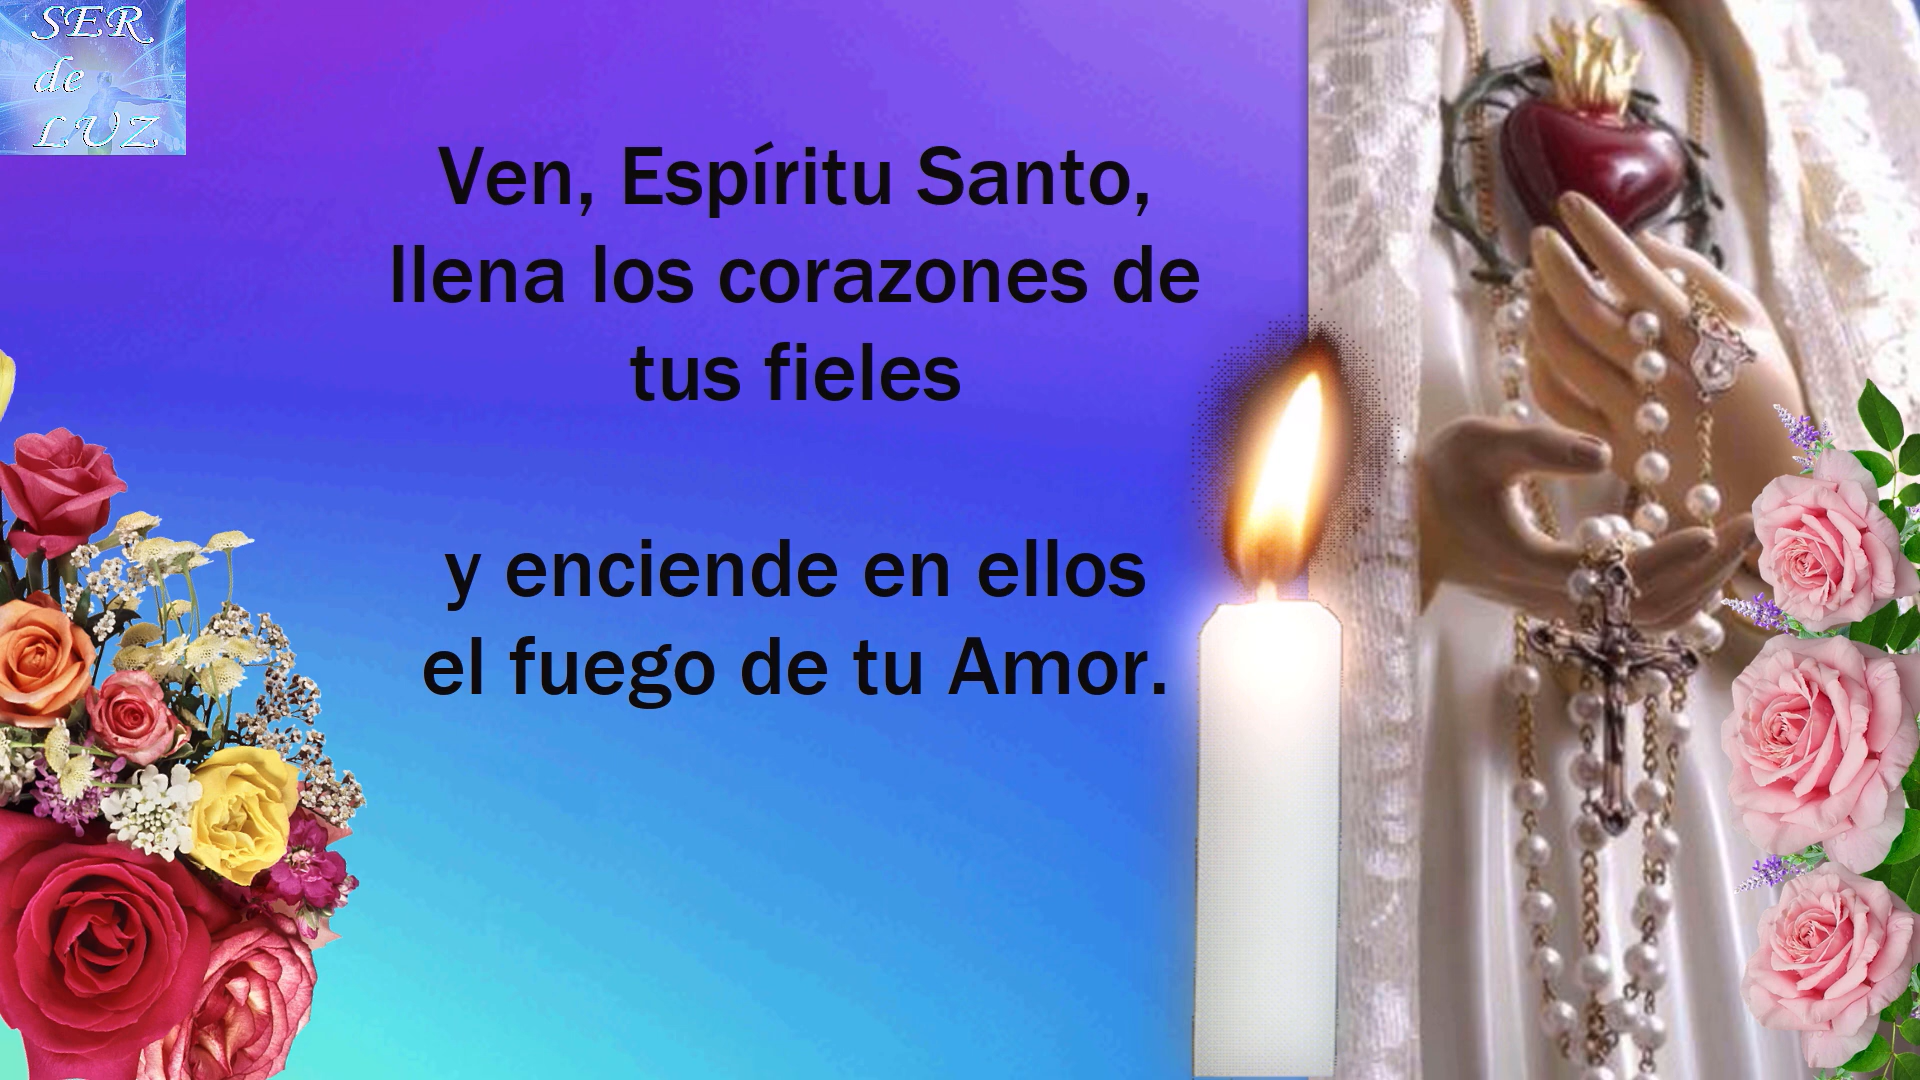 SER
de
LUZ
Ven, Espíritu Santo,
llena los corazones de
tus fieles
y enciende en ellos
el fuego de tu Amor.